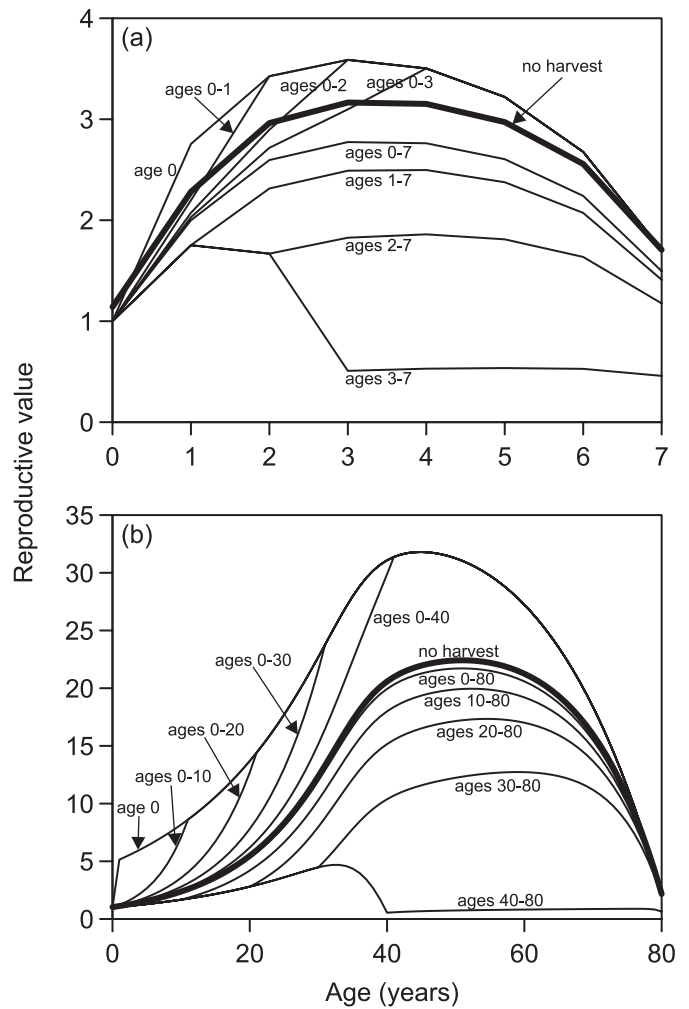 Reproductive value
(a)
4
3
2
1
0
ages 0-1
ages 0-2
ages 0-3
no harvest
age 0
ages 0-7
ages 1-7
ages 2-7
ages 3-7
0 1 2 3 4 5 6 7
(b)
35
30
25
20
15
10
5
0
ages 0-40
no harvest
ages 0-30
ages 0-80
ages 10-80
ages 0-20
ages 20-80
ages 0-10
ages 30-80
age 0
ages 40-80
0 20 40 60 80
Age (years)